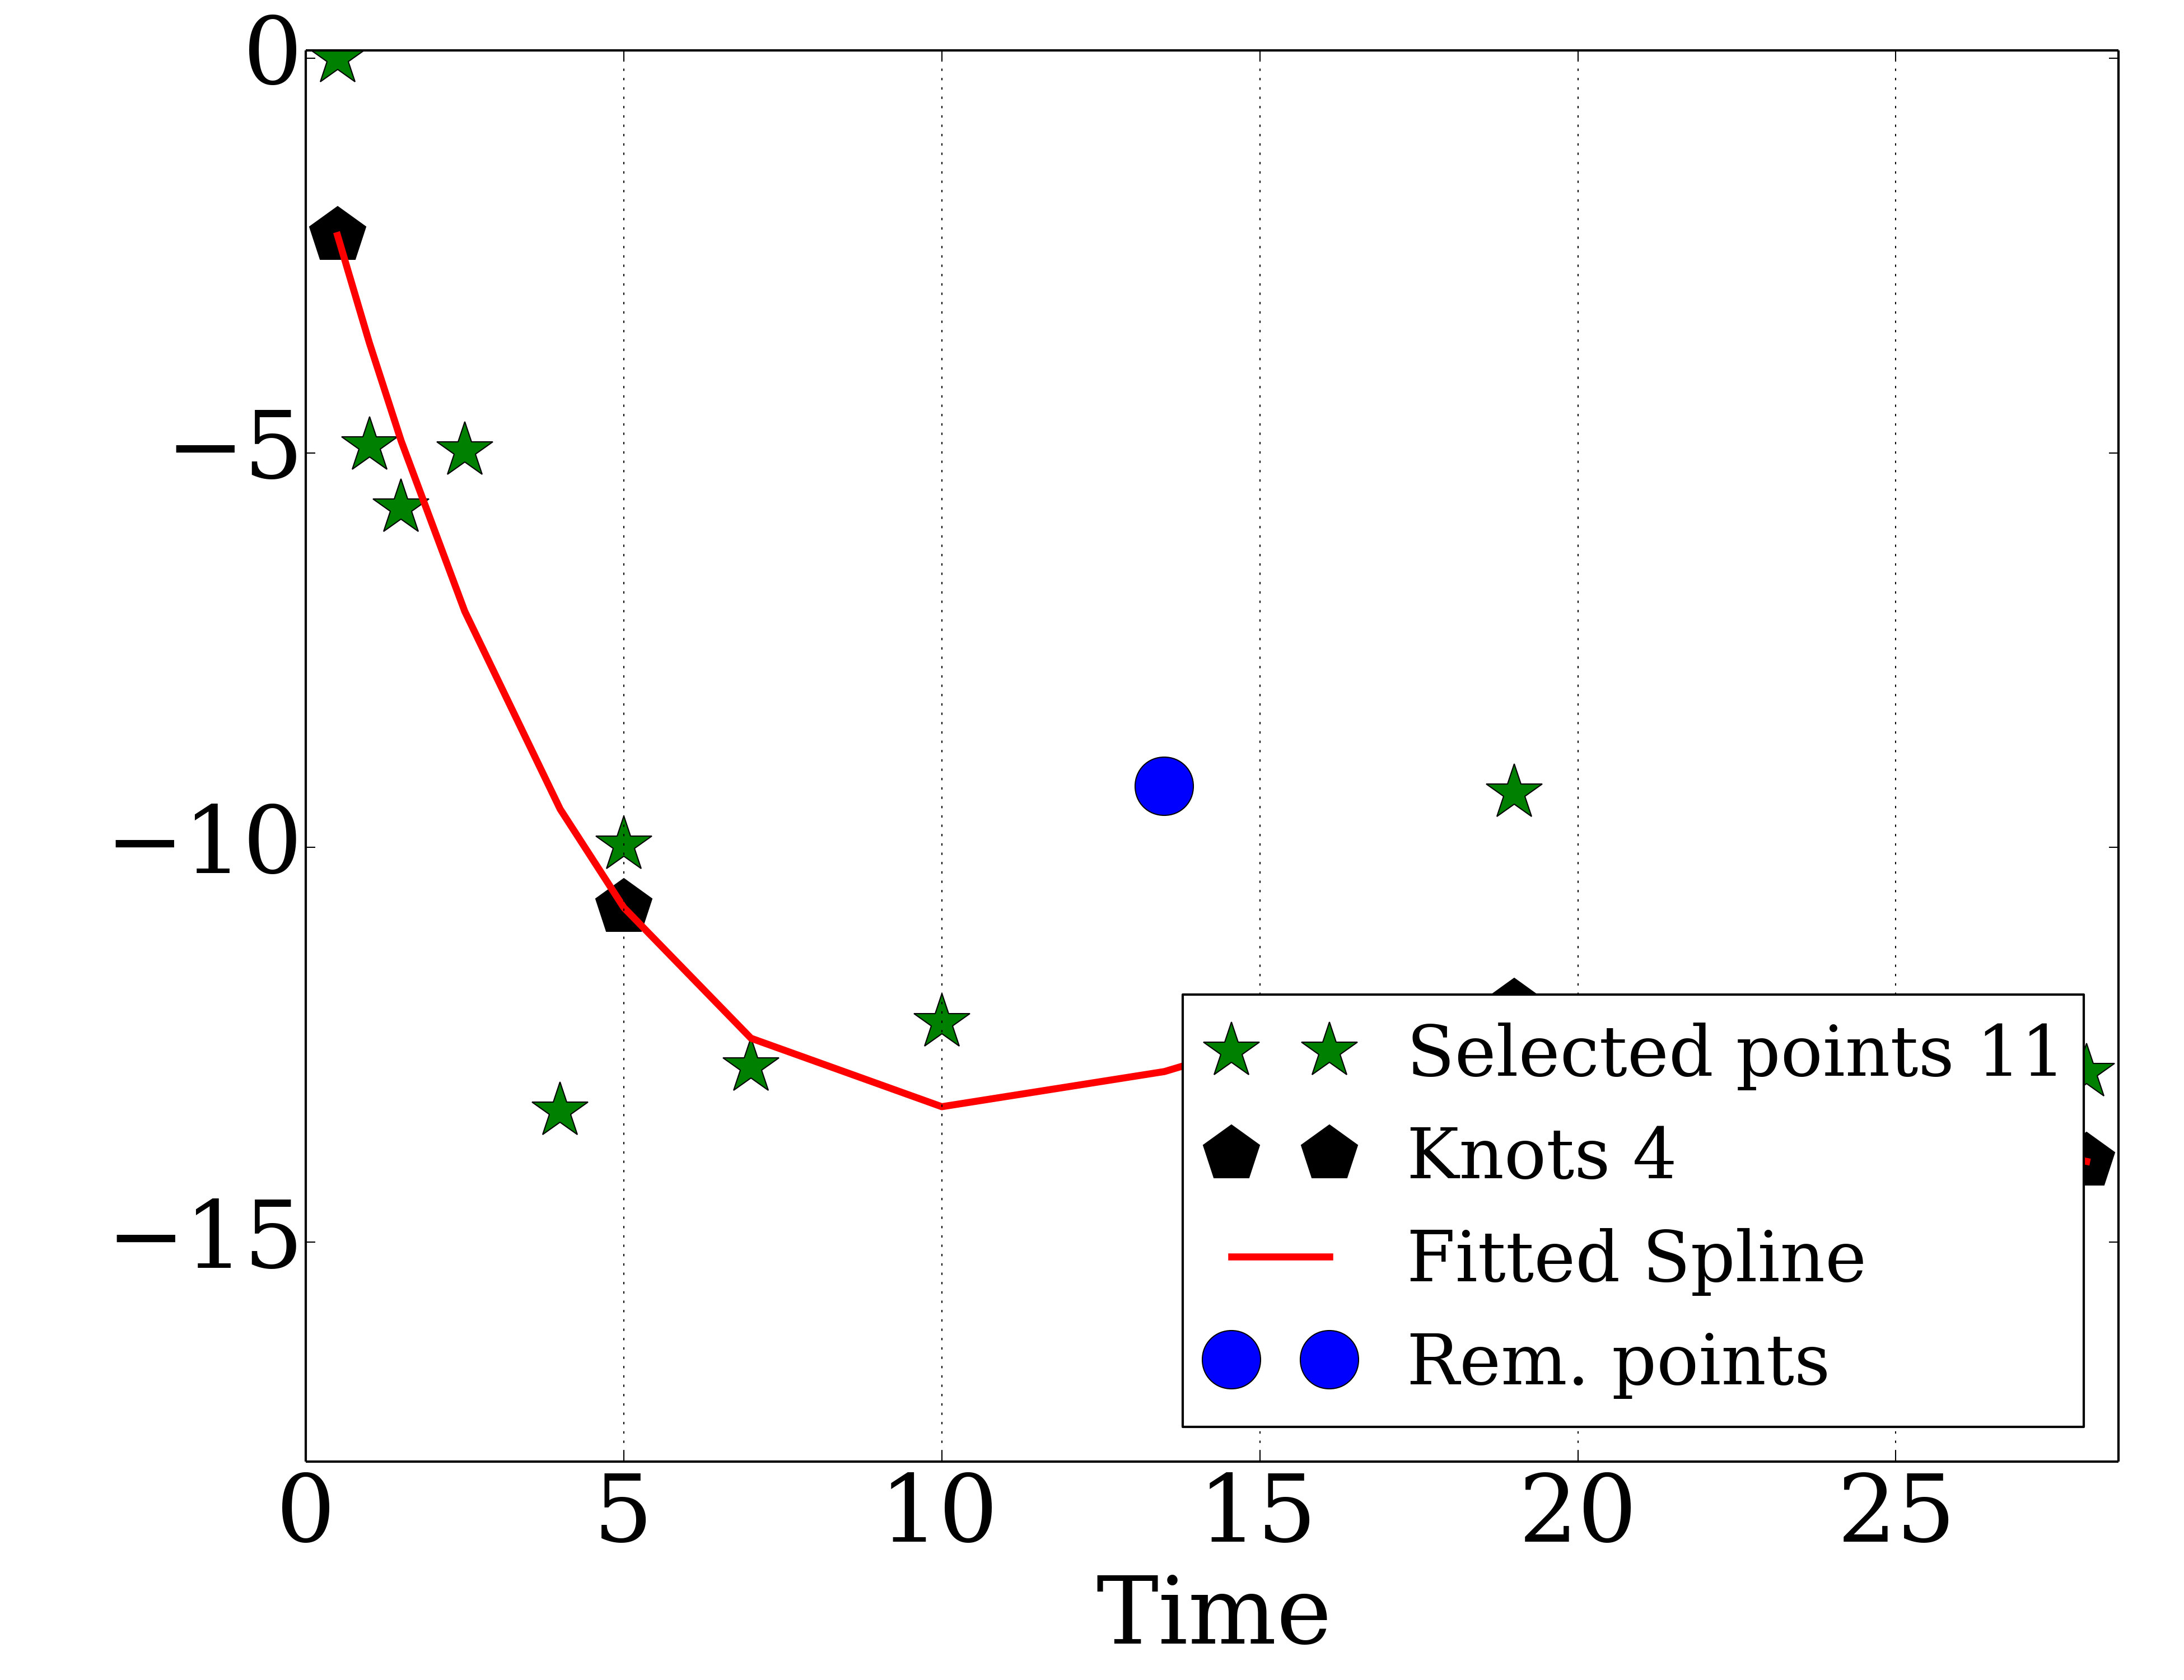 0
−5
−10
−15
Selected points 11
Knots 4
Fitted Spline
Rem. points
0 5 10 15 20 25
Time